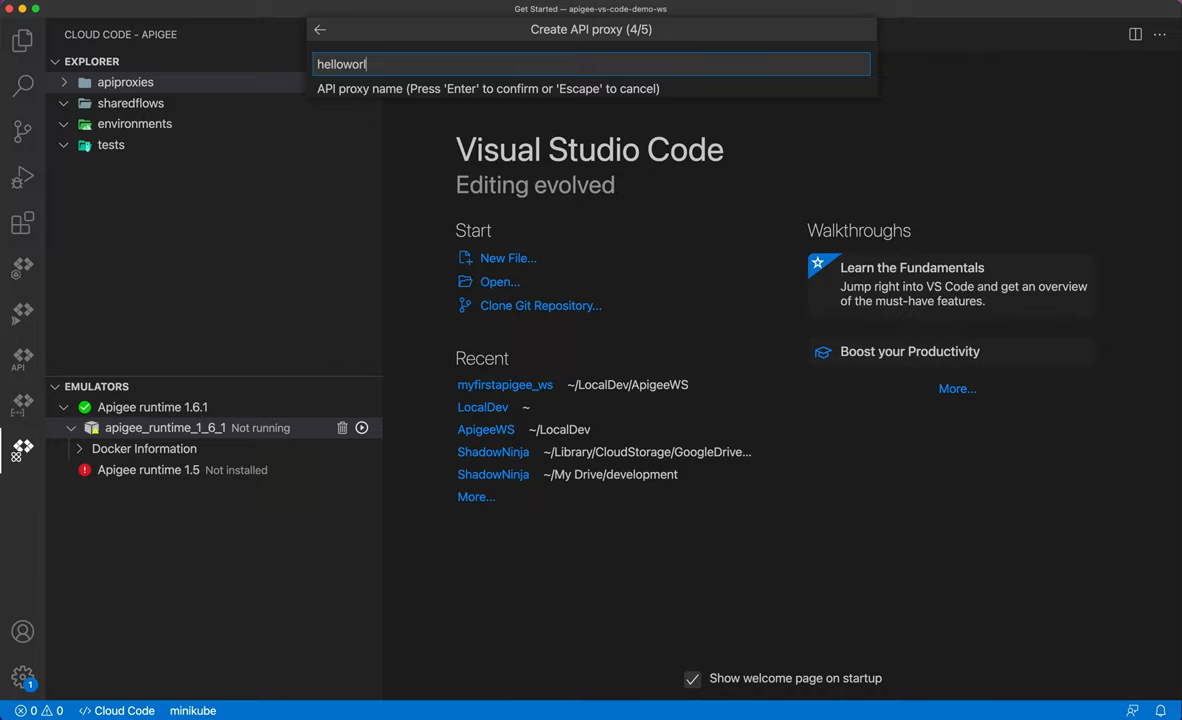 Get Started — apigee-vs-code-demo-ws
CLOUD CODE - APIGEE
Create API proxy (4/5)
helloworl
API proxy name (Press 'Enter' to confirm or 'Escape' to cancel)
EXPLORER
apiproxies
sharedflows
environments
tests
Visual Studio Code
Editing evolved
Start
New File...
Open...
Clone Git Repository...
Recent
myfirstapigee_ws ~/LocalDev/ApigeeWS
LocalDev ~
ApigeeWS ~/LocalDev
ShadowNinja ~/Library/CloudStorage/GoogleDrive...
ShadowNinja ~/My Drive/development
More...
Walkthroughs
Learn the Fundamentals
Jump right into VS Code and get an overview
of the must-have features.
Boost your Productivity
More...
API
EMULATORS
Apigee runtime 1.6.1
apigee_runtime_1_6_1 Not running
Docker Information
Apigee runtime 1.5 Not installed
Show welcome page on startup
1
0 0 Cloud Code minikube